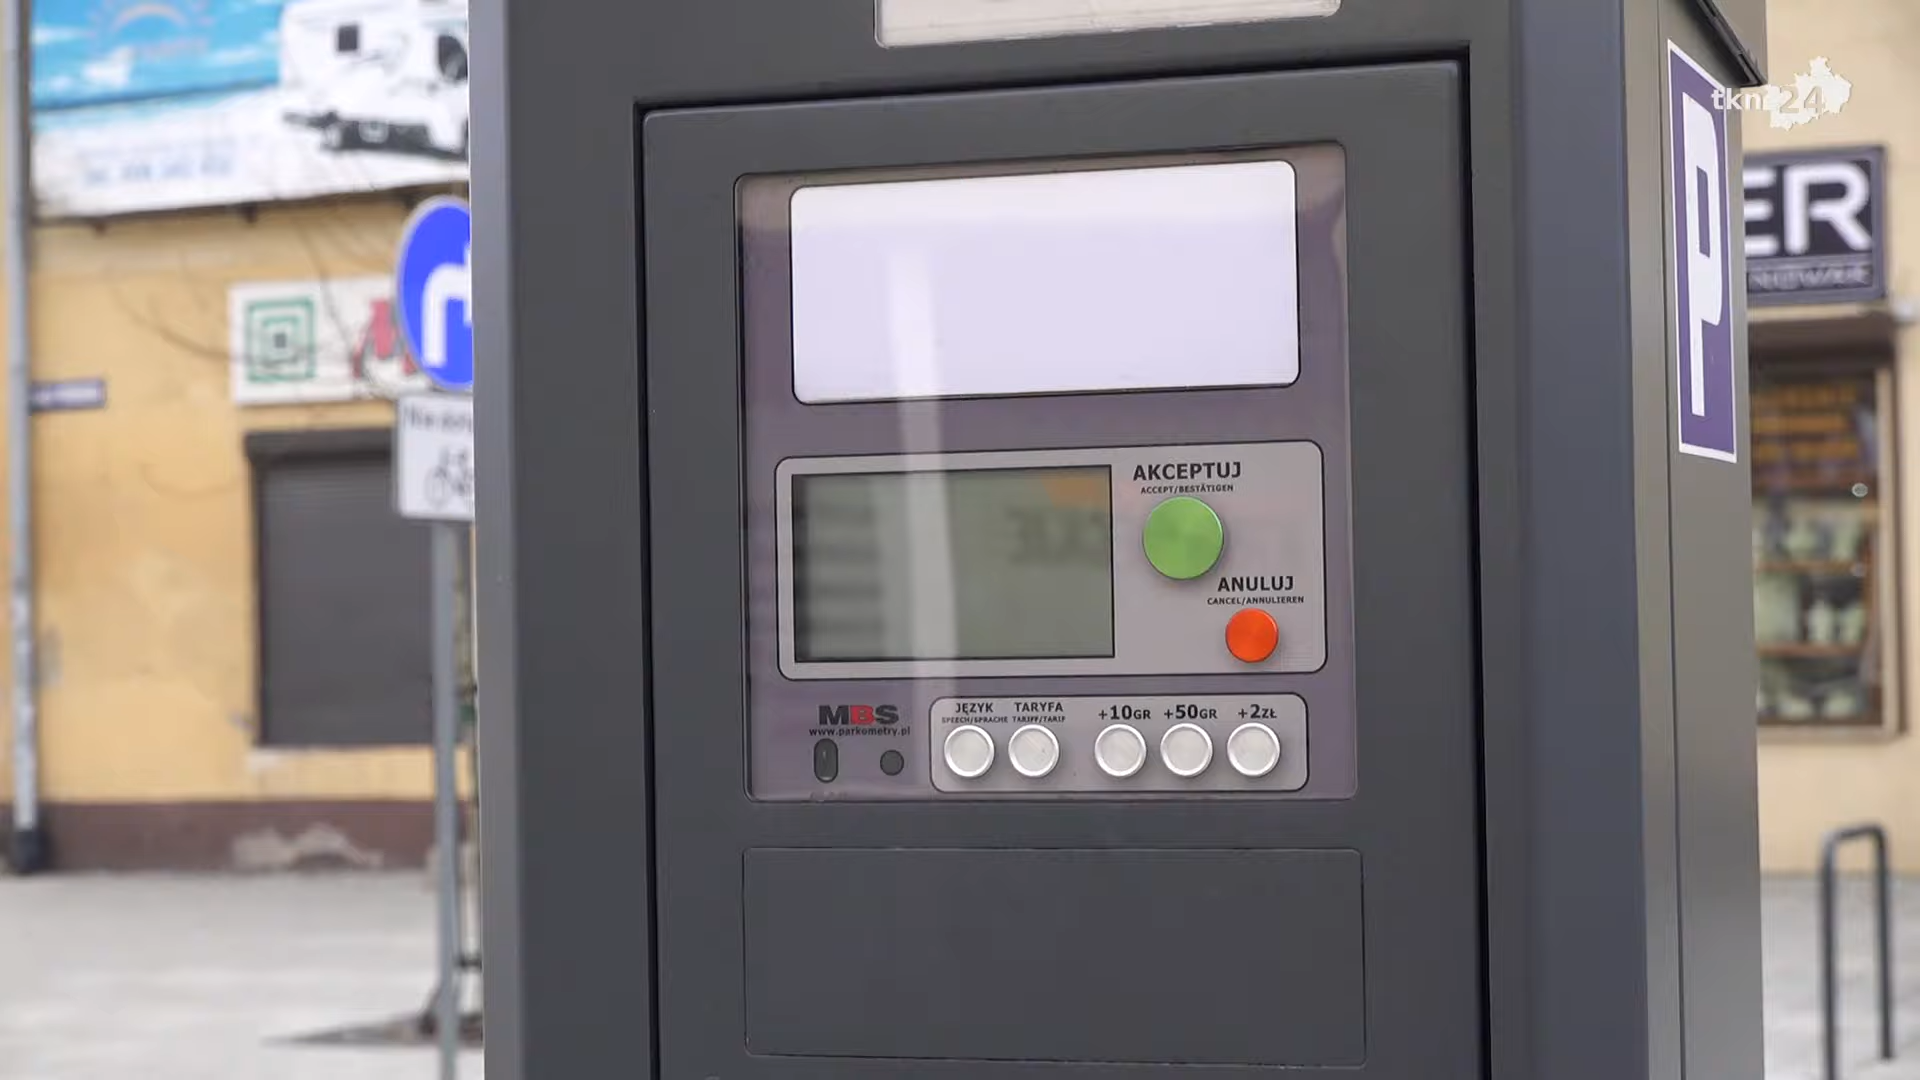 tkn24
P
ER
AKCEPTUJ
ACCEPT/BESTÄTIGEN
ANULUJ
CANCEL/ANNULIEREN
MBS
www.parkometry.pl
JĘZYK
SPEECH/SPRACHE
TARYFA
TARIFF/TARIF
+10GR
+50GR
+2ZŁ